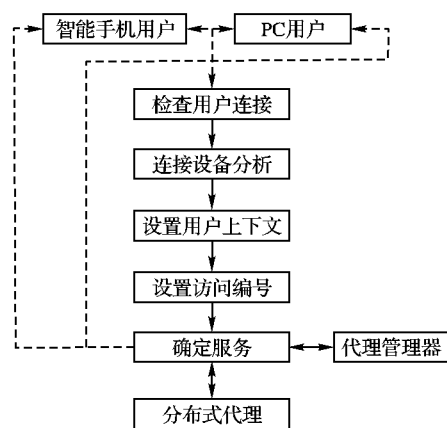 智能手机用户
PC用户
检查用户连接
连接设备分析
设置用户上下文
设置访问编号
确定服务
代理管理器
分布式代理